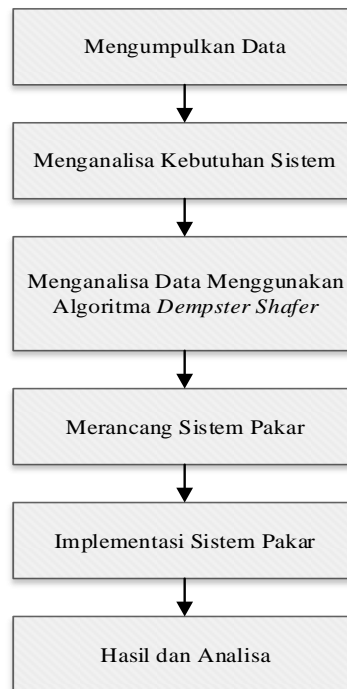 Mengumpulkan Data
Menganalisa Kebutuhan Sistem
Menganalisa Data Menggunakan
Algoritma Dempster Shafer
Merancang Sistem Pakar
Implementasi Sistem Pakar
Hasil dan Analisa